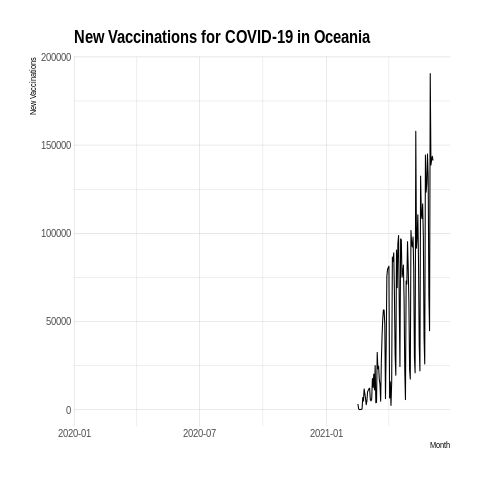 New Vaccinations for COVID-19 in Oceania
New Vaccinations
200000
150000
100000
50000
0
2020-01
2020-07
2021-01
Month